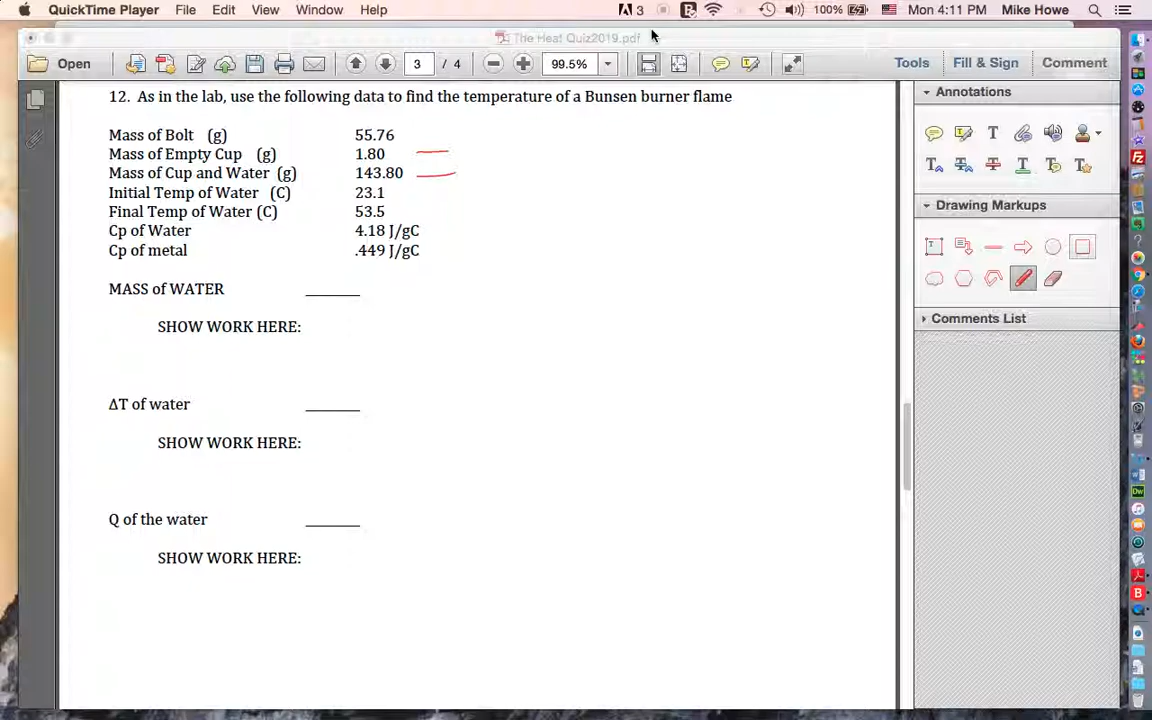 QuickTime Player File Edit View Window Help 3 100% Mon 4:11 PM Mike Howe
The Heat Quiz2019.pdf
Open 3 / 4 99.5% Tools Fill & Sign Comment
12. As in the lab, use the following data to find the temperature of a Bunsen burner flame
Mass of Bolt (g) 55.76
Mass of Empty Cup (g) 1.80
Mass of Cup and Water (g) 143.80
Initial Temp of Water (C) 23.1
Final Temp of Water (C) 53.5
Cp of Water 4.18 J/gC
Cp of metal .449 J/gC
MASS of WATER ______
SHOW WORK HERE:
ΔT of water ______
SHOW WORK HERE:
Q of the water ______
SHOW WORK HERE:
Annotations
Drawing Markups
Comments List